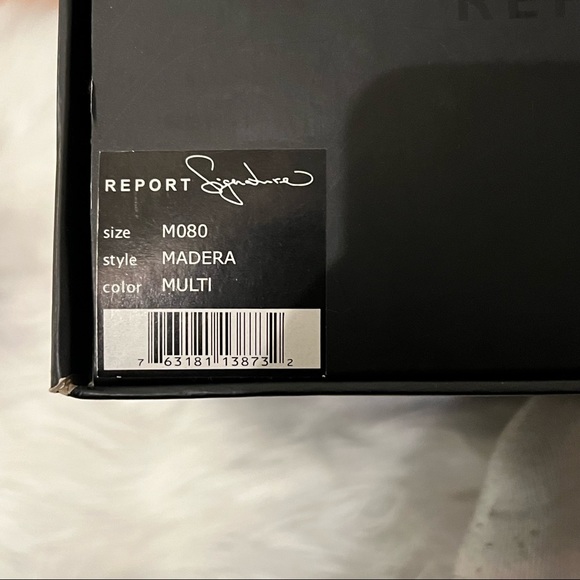 REPORT Signature
size M080
style MADERA
color MULTI
7 63181 13873 2